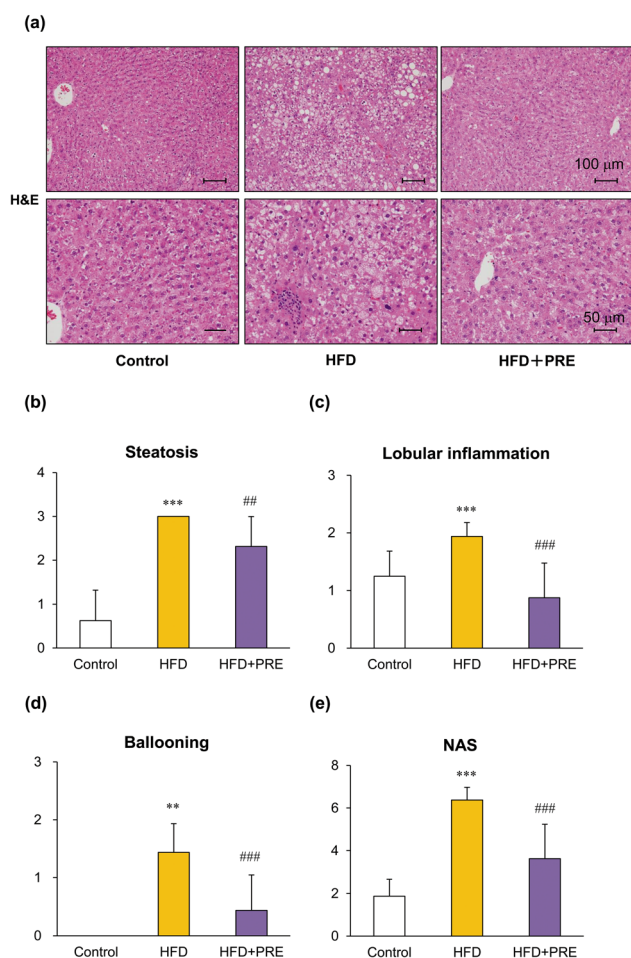 (a)
H&E
100 μm
50 μm
Control HFD HFD+PRE
(b)
Steatosis
4
3
2
1
0
***
##
Control HFD HFD+PRE
(c)
Lobular inflammation
3
2
1
0
***
###
Control HFD HFD+PRE
(d)
Ballooning
3
2
1
0
**
###
Control HFD HFD+PRE
(e)
NAS
8
6
4
2
0
***
###
Control HFD HFD+PRE